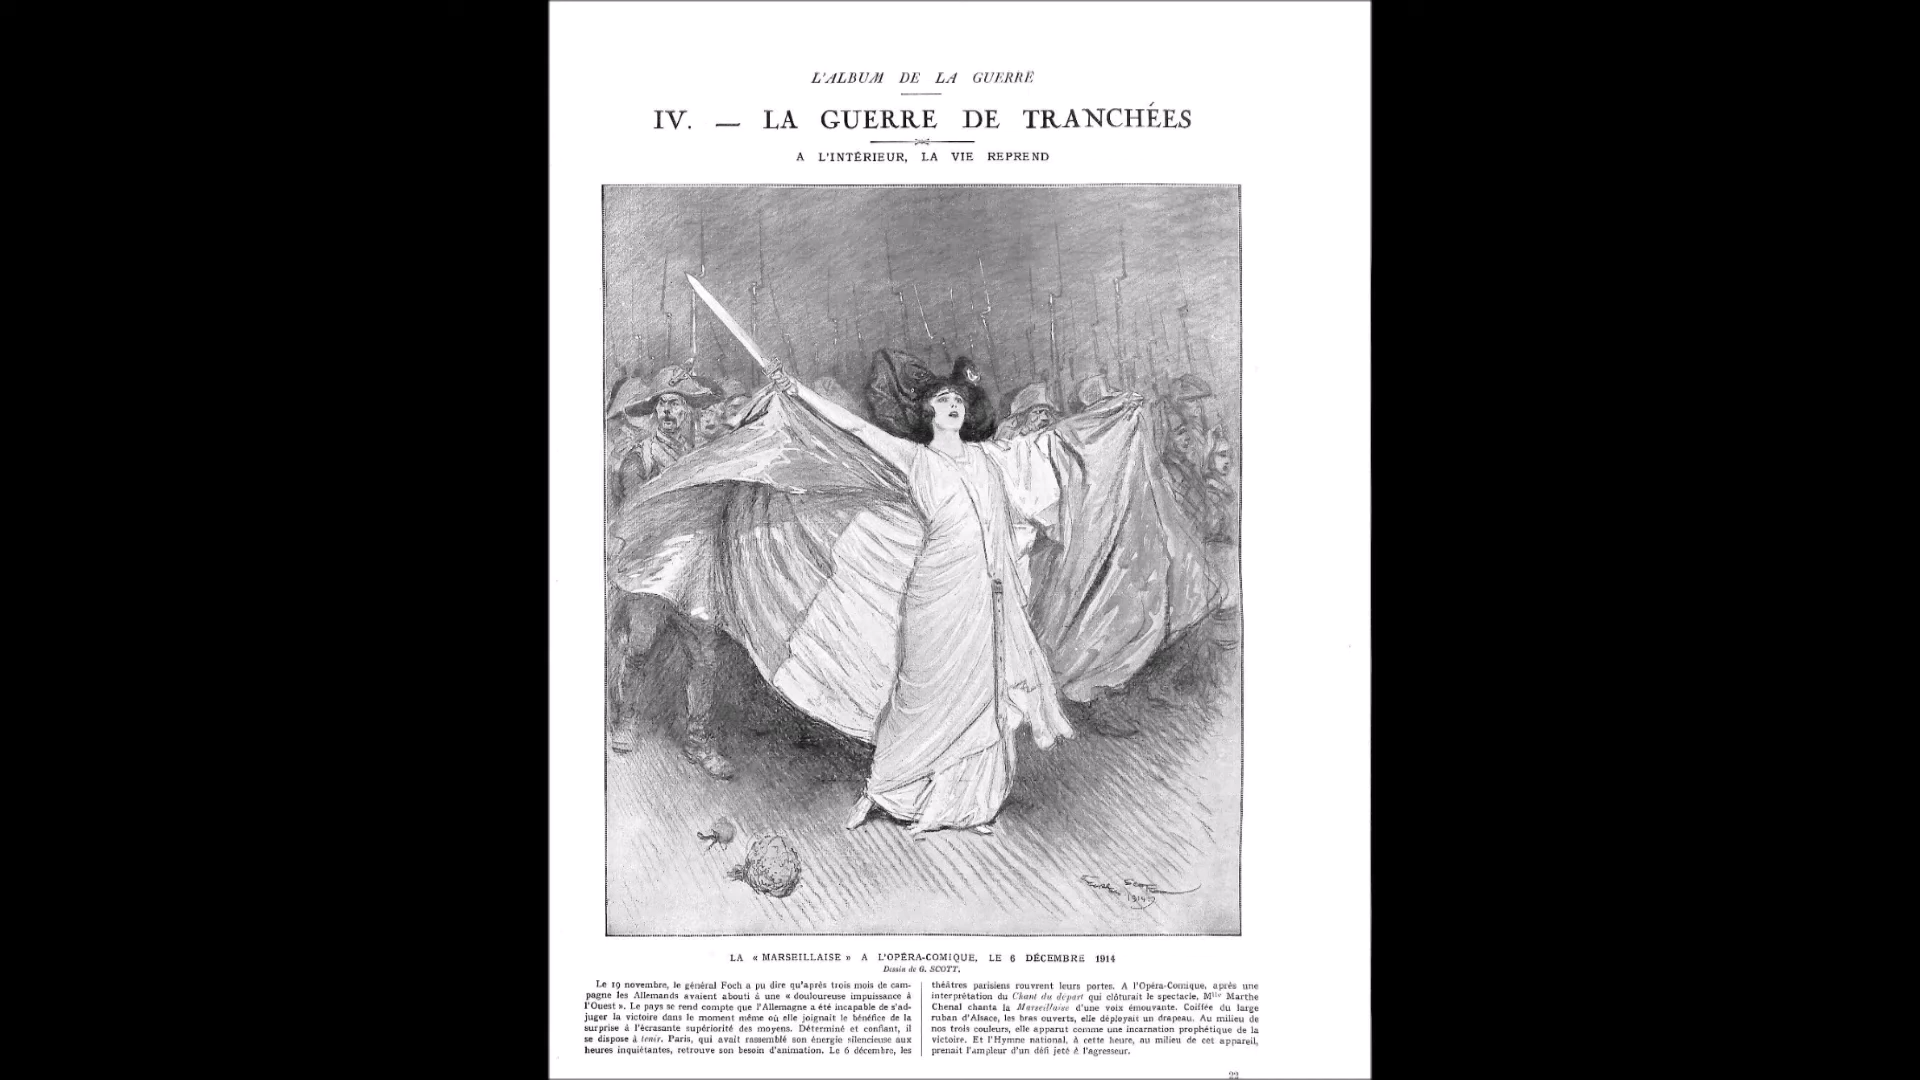 L'ALBUM DE LA GUERRE
IV. — LA GUERRE DE TRANCHÉES
A L'INTÉRIEUR, LA VIE REPREND
1914
LA « MARSEILLAISE » A L'OPÉRA-COMIQUE, LE 6 DÉCEMBRE 1914
Dessin de G. SCOTT.
Le 19 novembre, le général Foch a pu dire qu'après trois mois de cam-
pagne les Allemands avaient abouti à une « douloureuse impuissance à
l'Ouest ». Le pays se rend compte que l'Allemagne a été incapable de s'ad-
juger la victoire dans le moment même où elle joignait le bénéfice de la
surprise à l'écrasante supériorité des moyens. Déterminé et confiant, il
se dispose à tenir. Paris, qui avait rassemblé son énergie silencieuse aux
heures inquiétantes, retrouve son besoin d'animation. Le 6 décembre, les
théâtres parisiens rouvrent leurs portes. A l'Opéra-Comique, après une
interprétation du Chant du départ qui clôturait le spectacle, Mlle Marthe
Chenal chanta la Marseillaise d'une voix émouvante. Coiffée du large
ruban d'Alsace, les bras ouverts, elle déployait un drapeau. Au milieu de
nos trois couleurs, elle apparut comme une incarnation prophétique de la
victoire. Et l'Hymne national, à cette heure, au milieu de cet appareil,
prenait l'ampleur d'un défi jeté à l'agresseur.
22